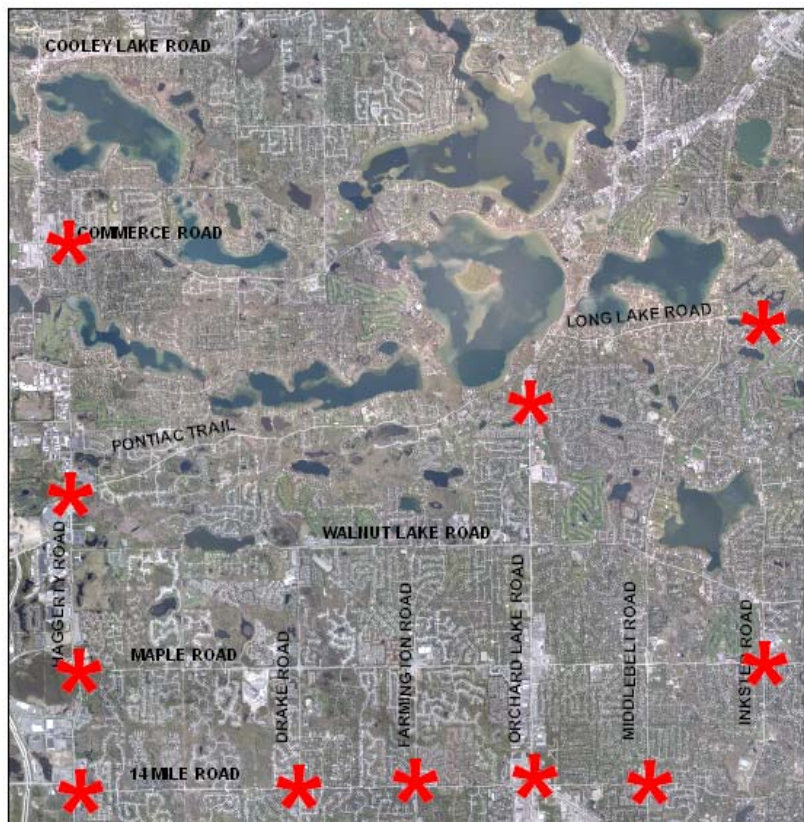 COOLEY LAKE ROAD
COMMERCE ROAD
LONG LAKE ROAD
PONTIAC TRAIL
WALNUT LAKE ROAD
HAGGERTY ROAD
MAPLE ROAD
DRAKE ROAD
FARMINGTON ROAD
ORCHARD LAKE ROAD
MIDDLEBELT ROAD
INKSTER ROAD
14 MILE ROAD